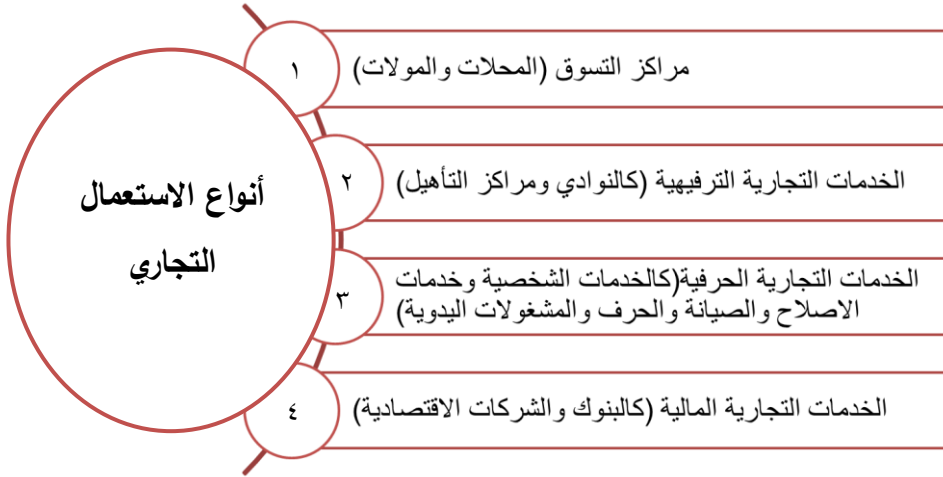 أنواع الاستعمال
التجاري
١
مراكز التسوق (المحلات والمولات)
٢
الخدمات التجارية الترفيهية (كالنوادي ومراكز التأهيل)
٣
الخدمات التجارية الحرفية(كالخدمات الشخصية وخدمات
الاصلاح والصيانة والحرف والمشغولات اليدوية)
٤
الخدمات التجارية المالية (كالبنوك والشركات الاقتصادية)